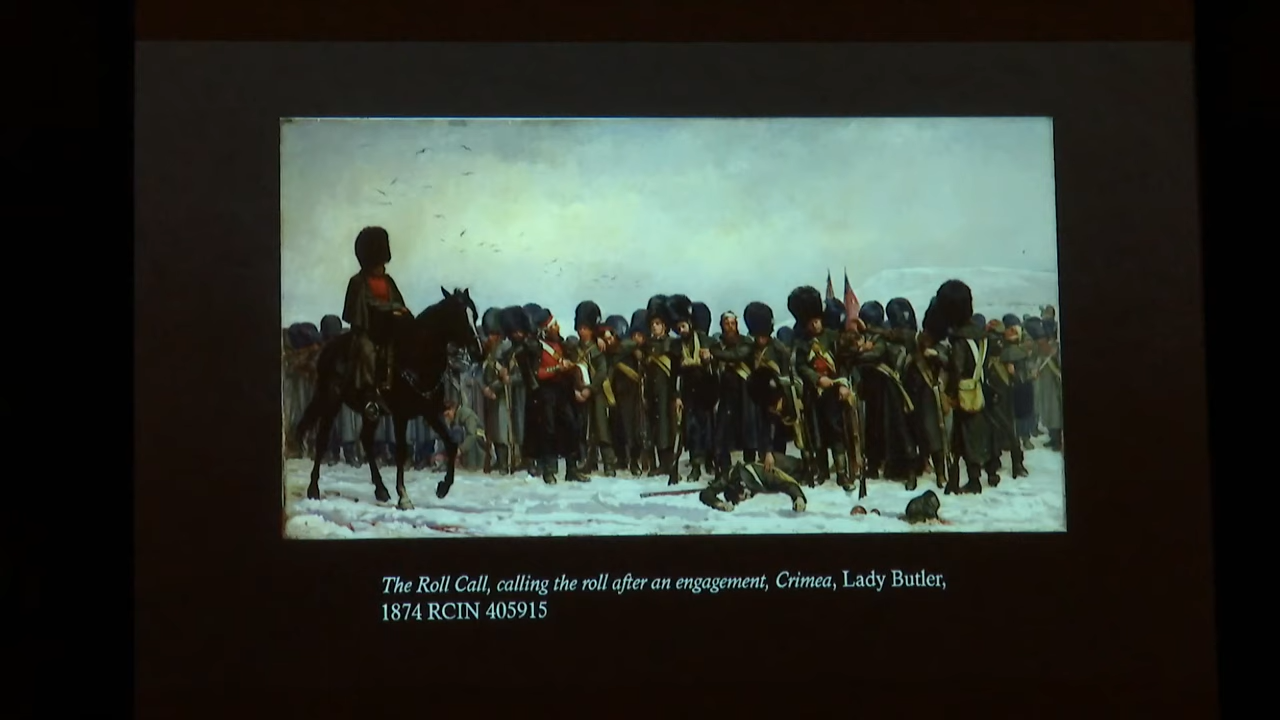 The Roll Call, calling the roll after an engagement, Crimea, Lady Butler,
1874 RCIN 405915